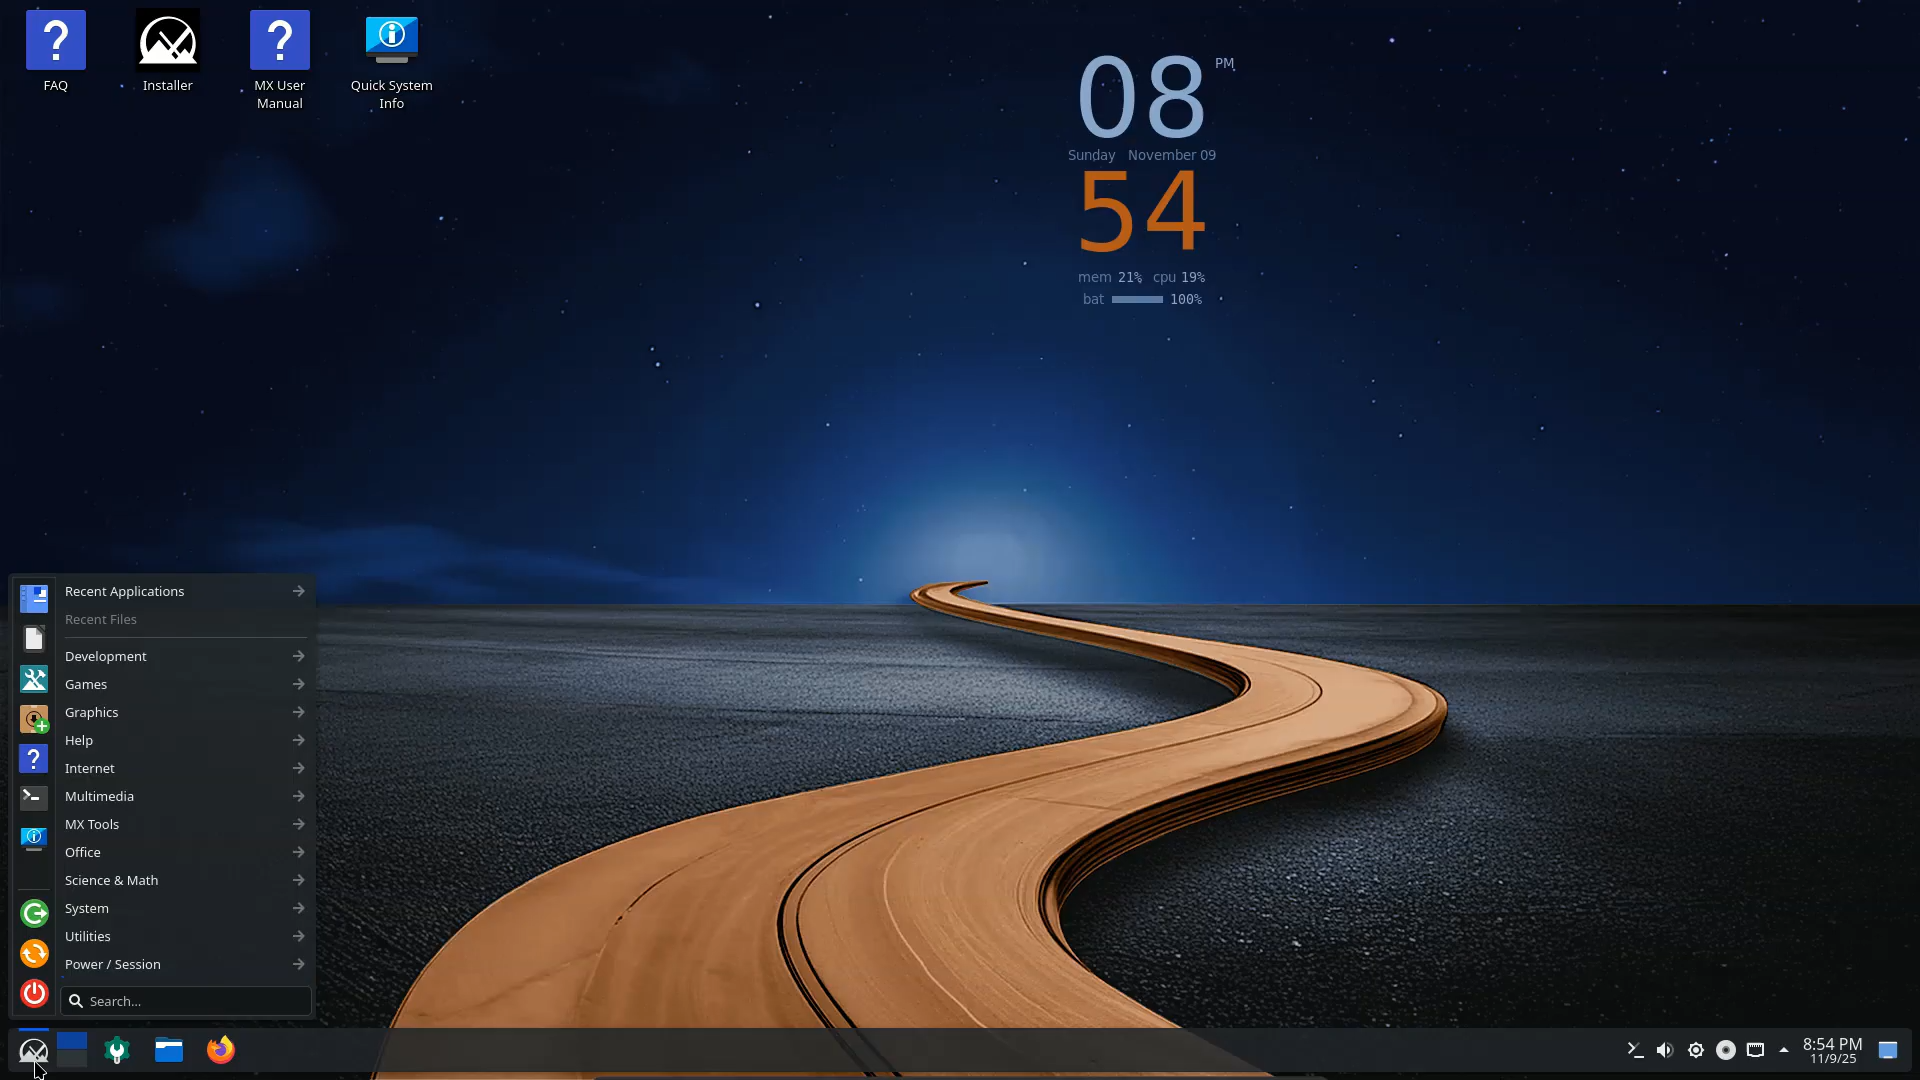 FAQ
Installer
MX User
Manual
Quick System
Info
08 PM
Sunday November 09
54
mem 21% cpu 19%
bat 100%
Recent Applications
Recent Files
Development
Games
Graphics
Help
Internet
Multimedia
MX Tools
Office
Science & Math
System
Utilities
Power / Session
Search...
8:54 PM
11/9/25